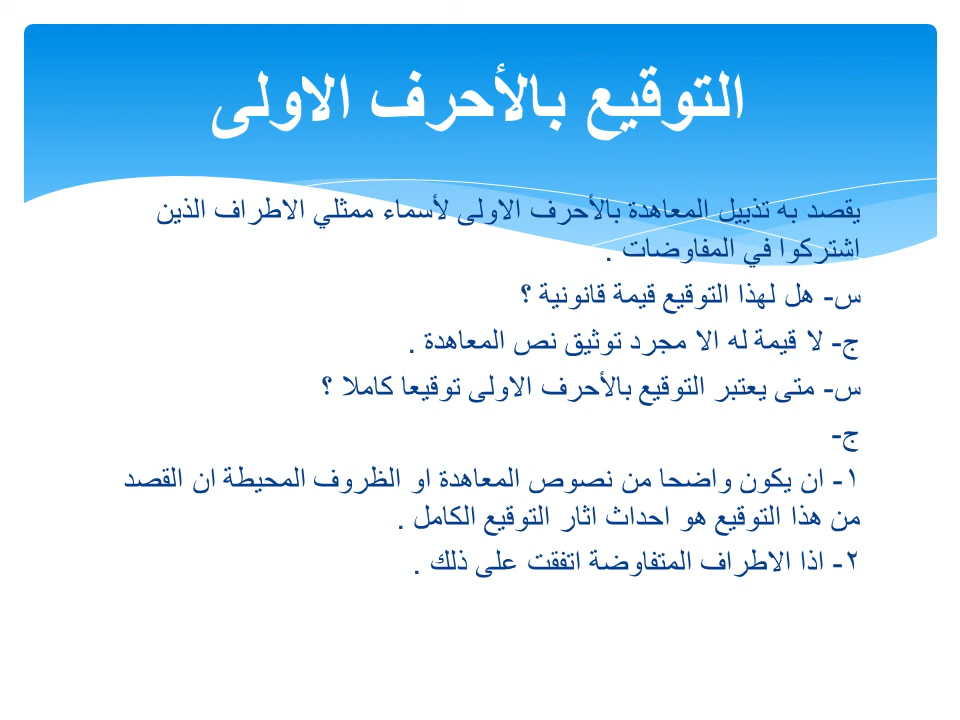 التوقيع بالأحرف الاولى
يقصد به تذييل المعاهدة بالأحرف الاولى لأسماء ممثلي الاطراف الذين
اشتركوا في المفاوضات .
س- هل لهذا التوقيع قيمة قانونية ؟
ج- لا قيمة له الا مجرد توثيق نص المعاهدة .
س- متى يعتبر التوقيع بالأحرف الاولى توقيعا كاملا ؟
ج-
١- ان يكون واضحا من نصوص المعاهدة او الظروف المحيطة ان القصد
من هذا التوقيع هو احداث اثار التوقيع الكامل .
٢- اذا الاطراف المتفاوضة اتفقت على ذلك .